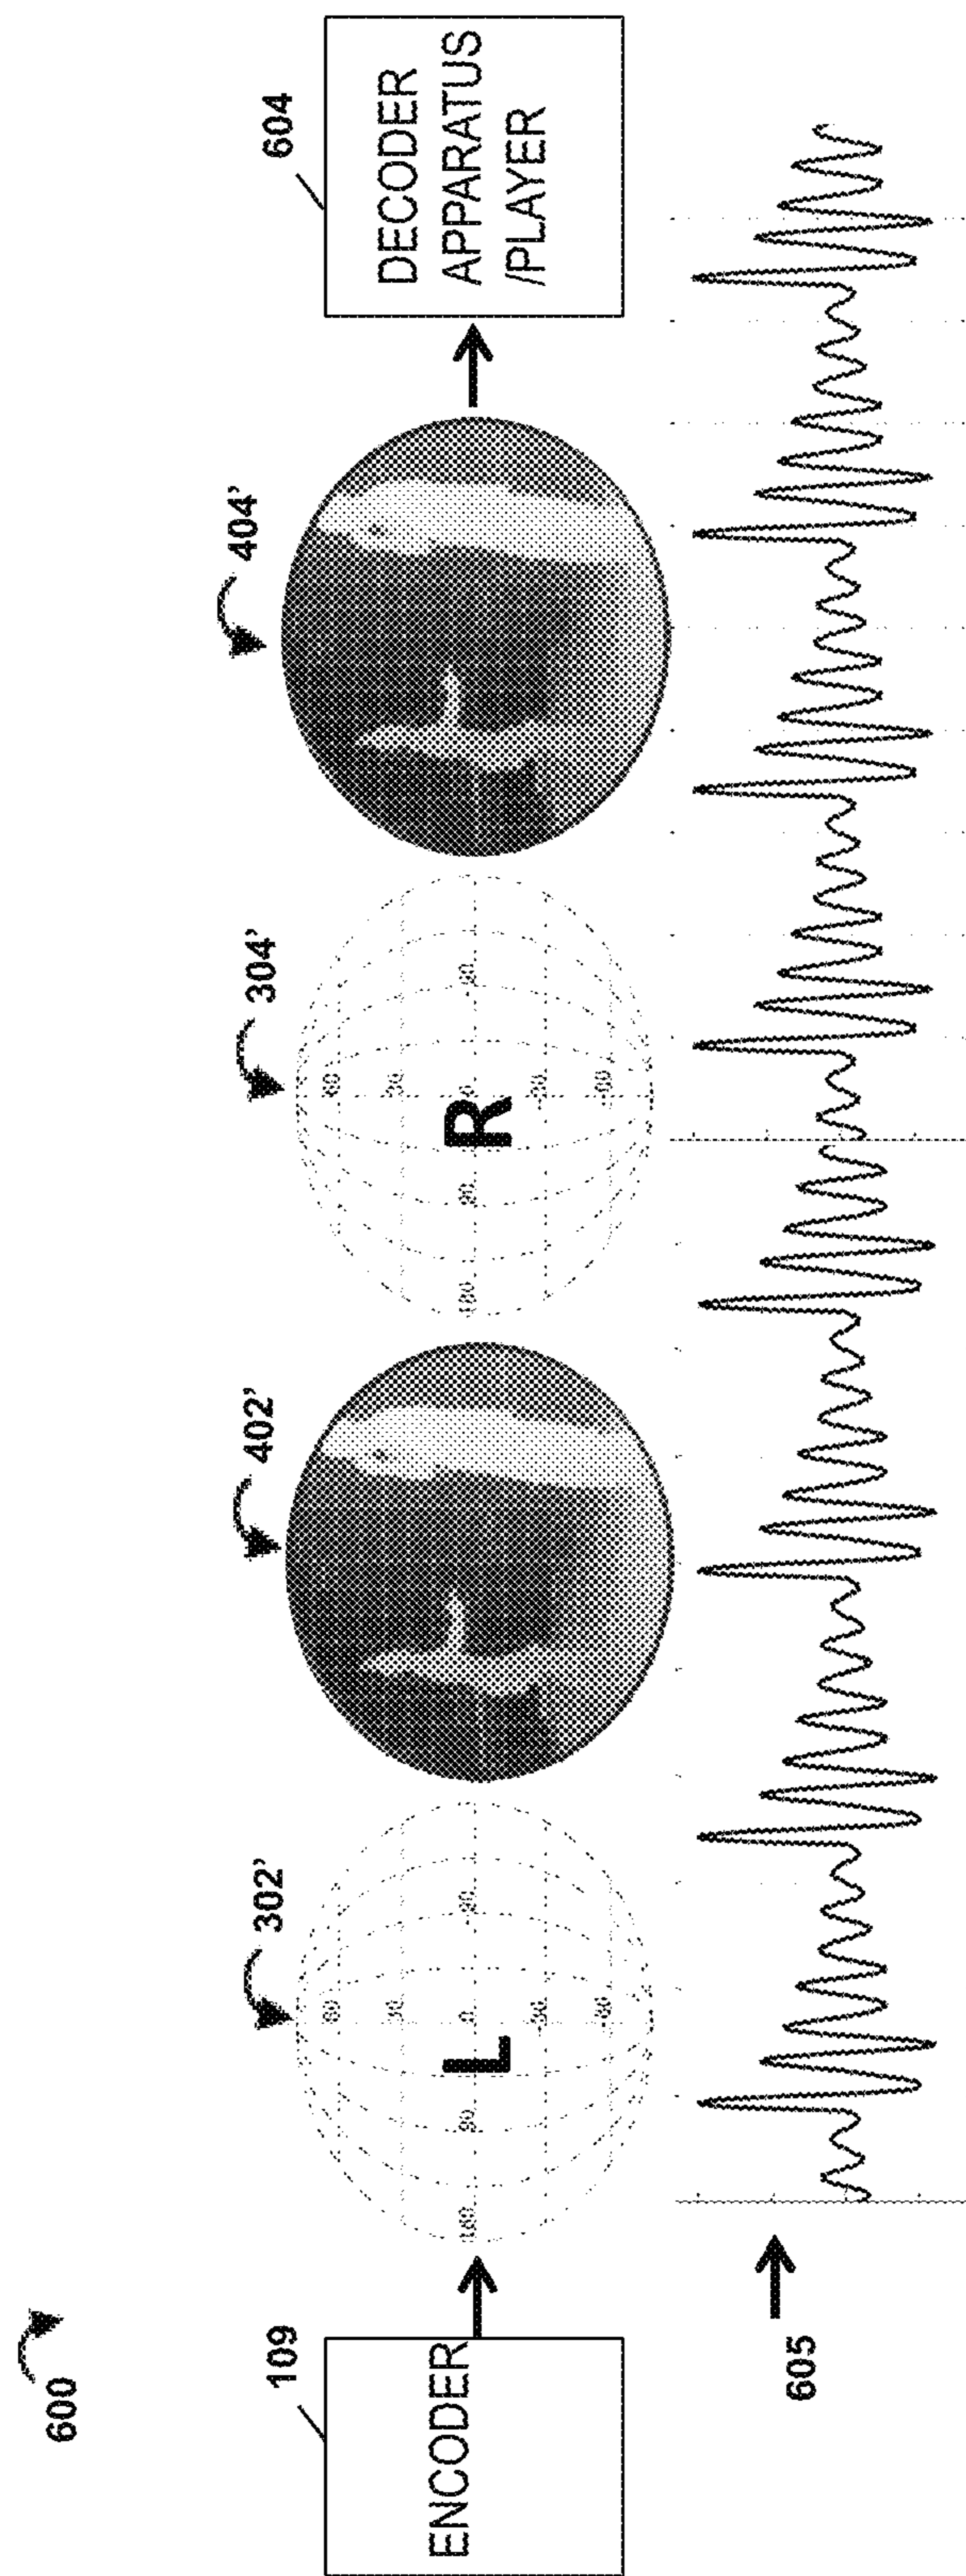 600
109
302'
402'
304'
404'
604
ENCODER
L
R
DECODER
APPARATUS
/PLAYER
605